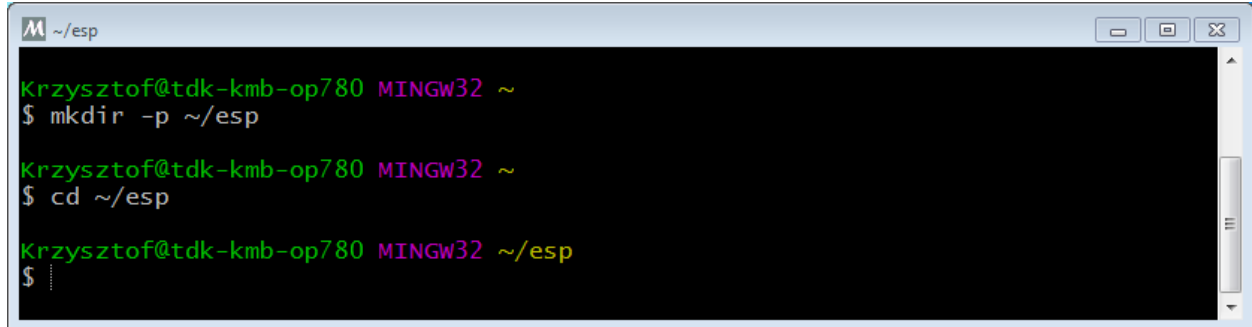 M ~/esp
Krzysztof@tdk-kmb-op780 MINGW32 ~
$ mkdir -p ~/esp
Krzysztof@tdk-kmb-op780 MINGW32 ~
$ cd ~/esp
Krzysztof@tdk-kmb-op780 MINGW32 ~/esp
$